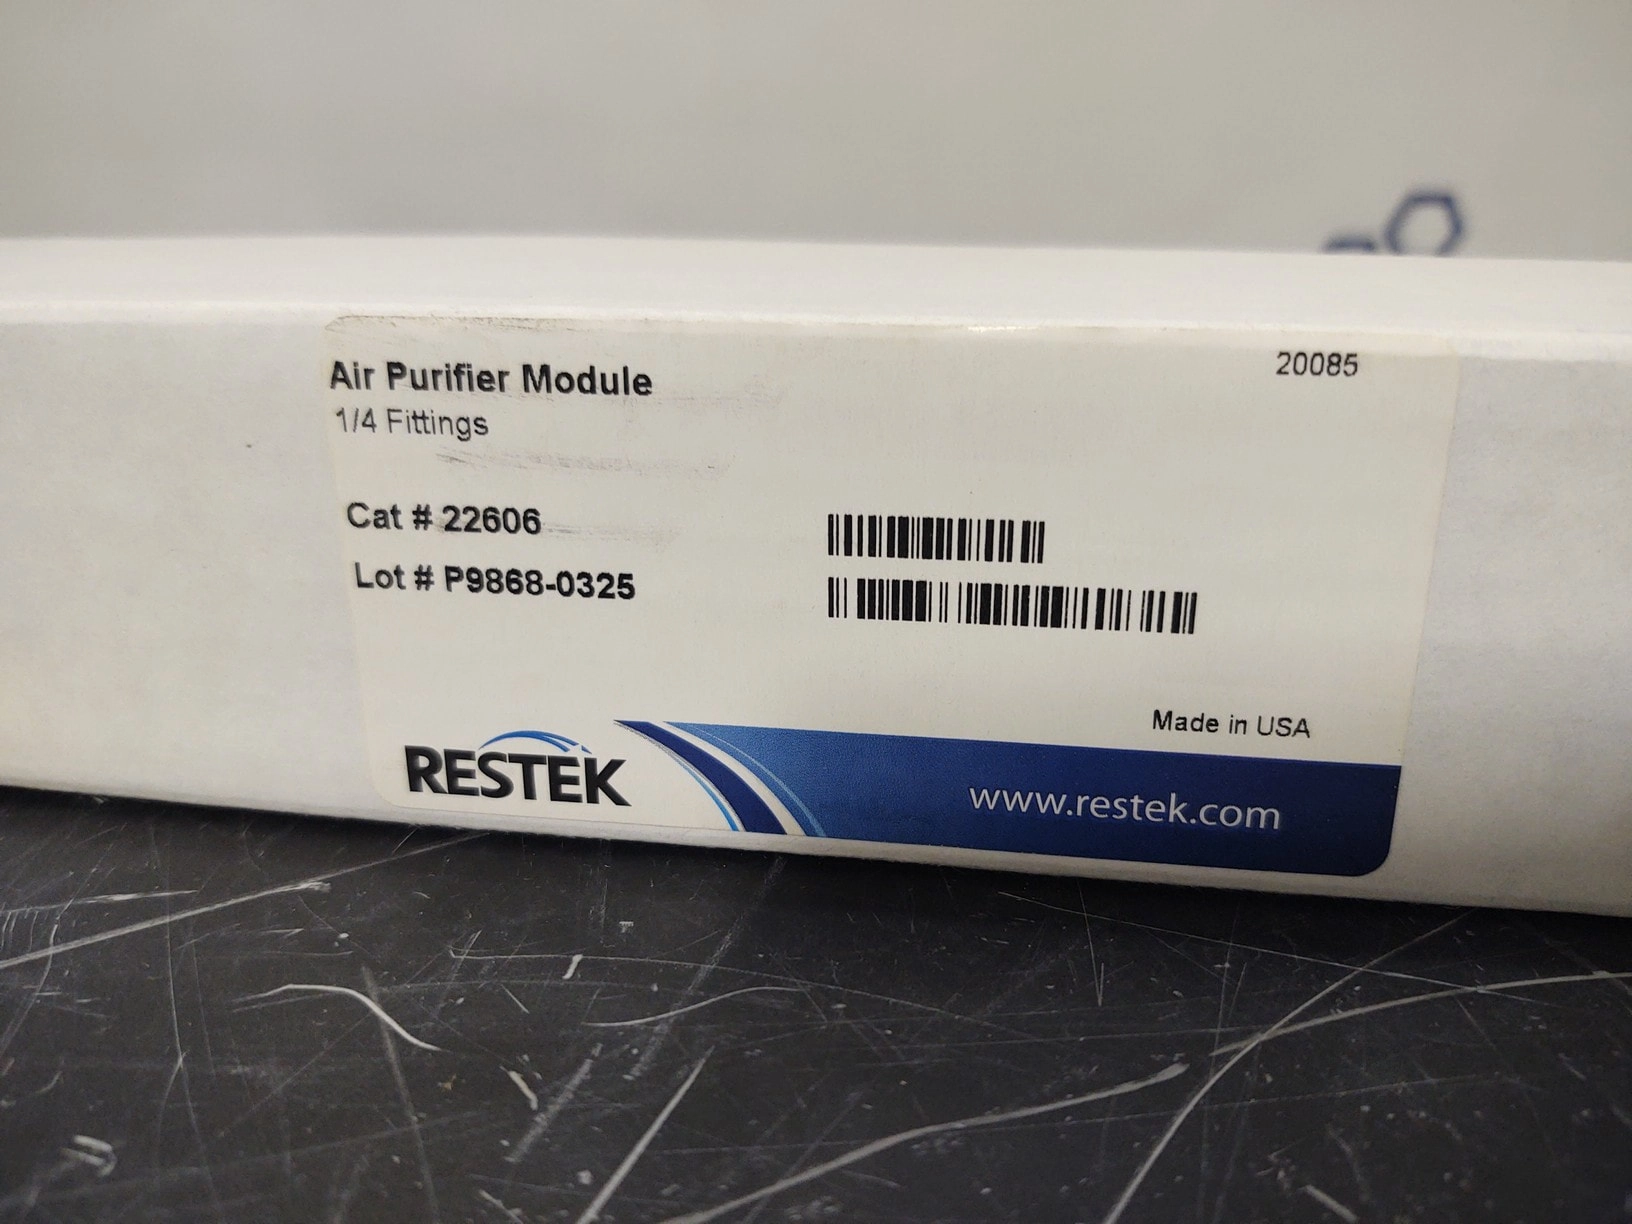 Air Purifier Module
20085
1/4 Fittings
Cat # 22606
Lot # P9868-0325
Made in USA
RESTEK
www.restek.com